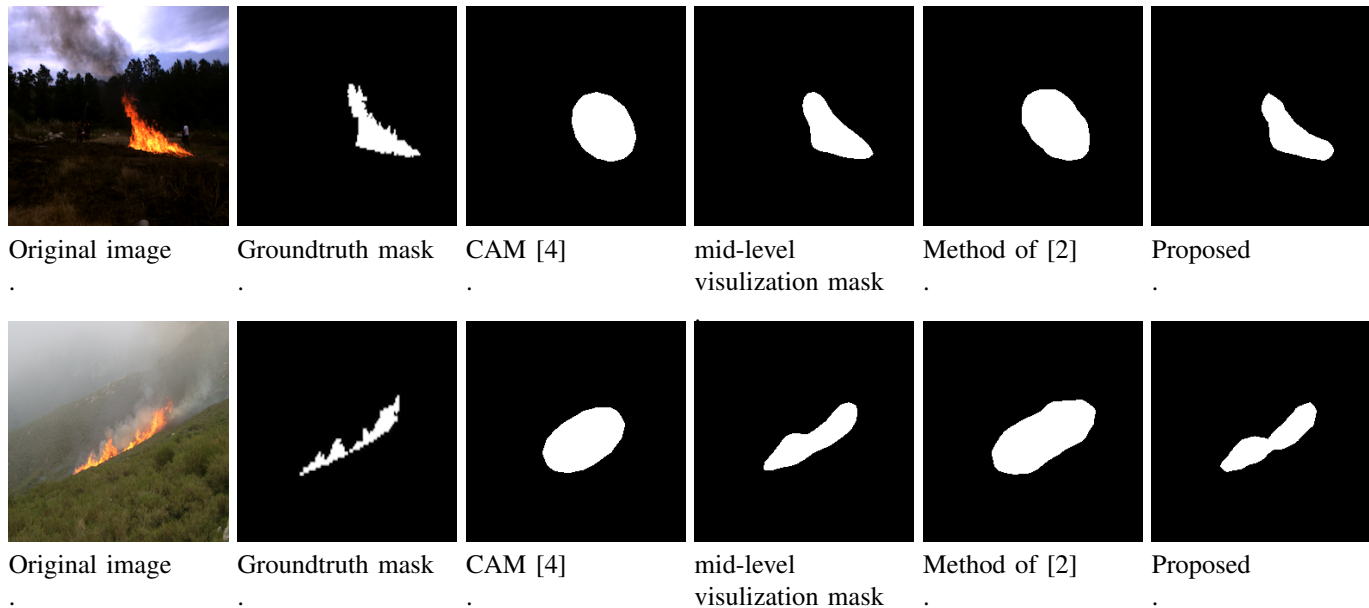 Original image
.
Groundtruth mask
.
CAM [4]
.
mid-level
visulization mask
.
Method of [2]
.
Proposed
.
Original image
.
Groundtruth mask
.
CAM [4]
.
mid-level
visulization mask
Method of [2]
.
Proposed
.